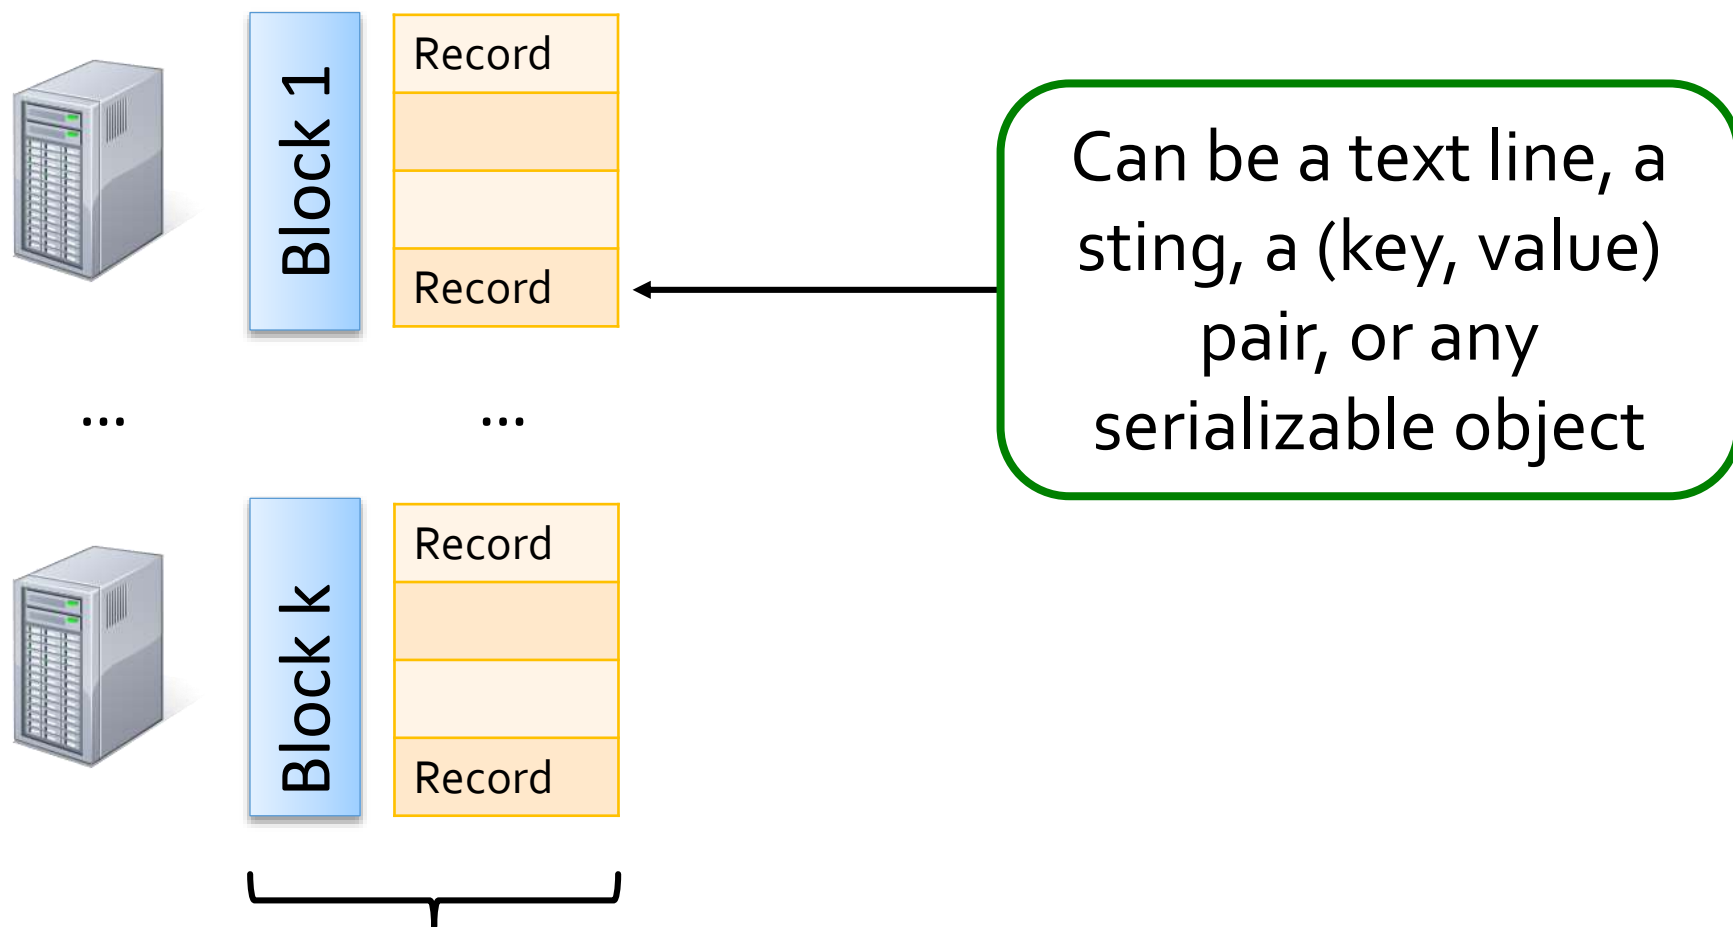 Block 1
Record
Record
Can be a text line, a
sting, a (key, value)
pair, or any
serializable object
...
...
Block k
Record
Record